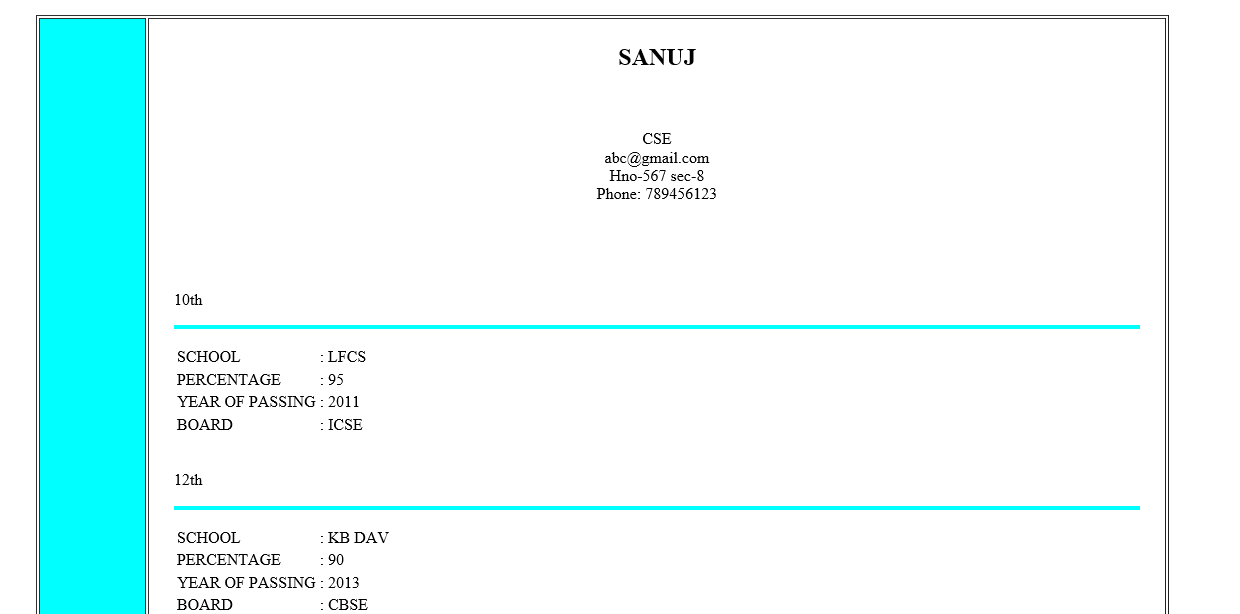 SANUJ
CSE
abc@gmail.com
Hno-567 sec-8
Phone: 789456123
10th
SCHOOL : LFCS
PERCENTAGE : 95
YEAR OF PASSING : 2011
BOARD : ICSE
12th
SCHOOL : KB DAV
PERCENTAGE : 90
YEAR OF PASSING : 2013
BOARD : CBSE